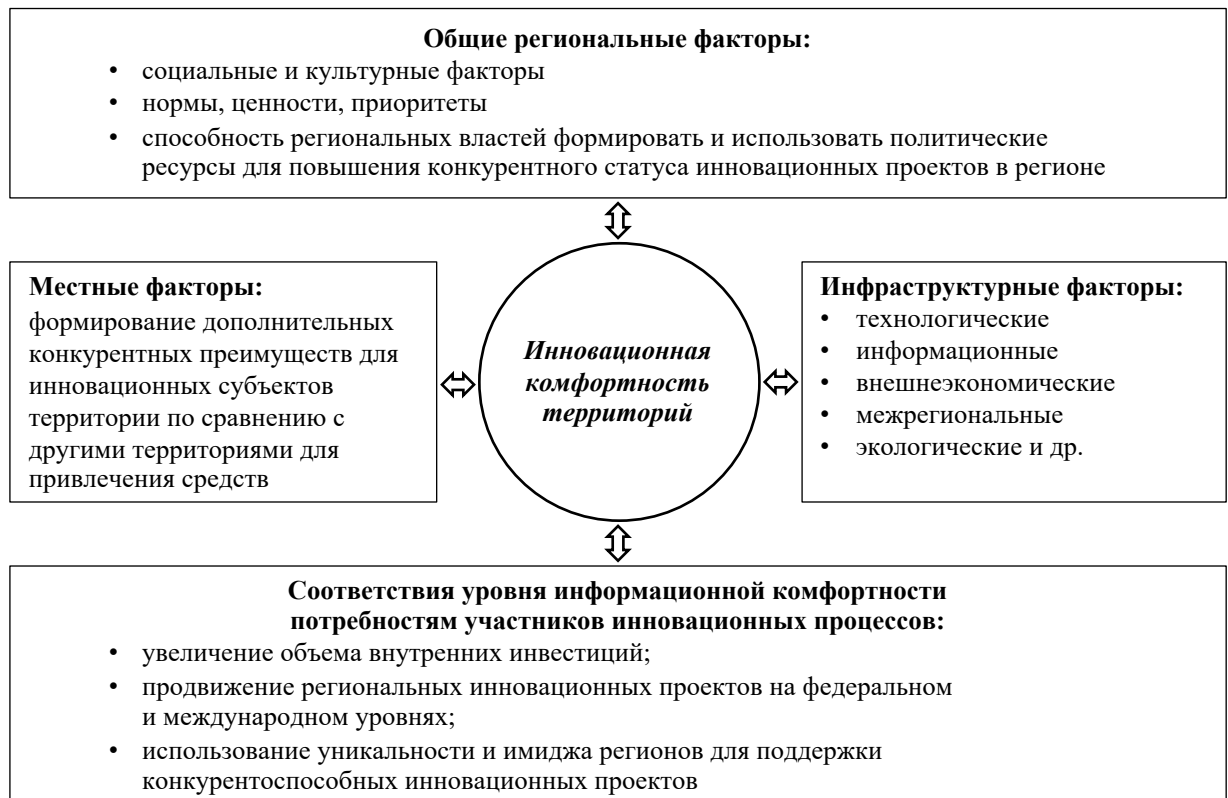 Общие региональные факторы:
• социальные и культурные факторы
• нормы, ценности, приоритеты
• способность региональных властей формировать и использовать политические
ресурсы для повышения конкурентного статуса инновационных проектов в регионе
Местные факторы:
формирование дополнительных
конкурентных преимуществ для
инновационных субъектов
территории по сравнению с
другими территориями для
привлечения средств
Инновационная
комфортность
территорий
Инфраструктурные факторы:
• технологические
• информационные
• внешнеэкономические
• межрегиональные
• экологические и др.
Соответствия уровня информационной комфортности
потребностям участников инновационных процессов:
• увеличение объема внутренних инвестиций;
• продвижение региональных инновационных проектов на федеральном
и международном уровнях;
• использование уникальности и имиджа регионов для поддержки
конкурентоспособных инновационных проектов